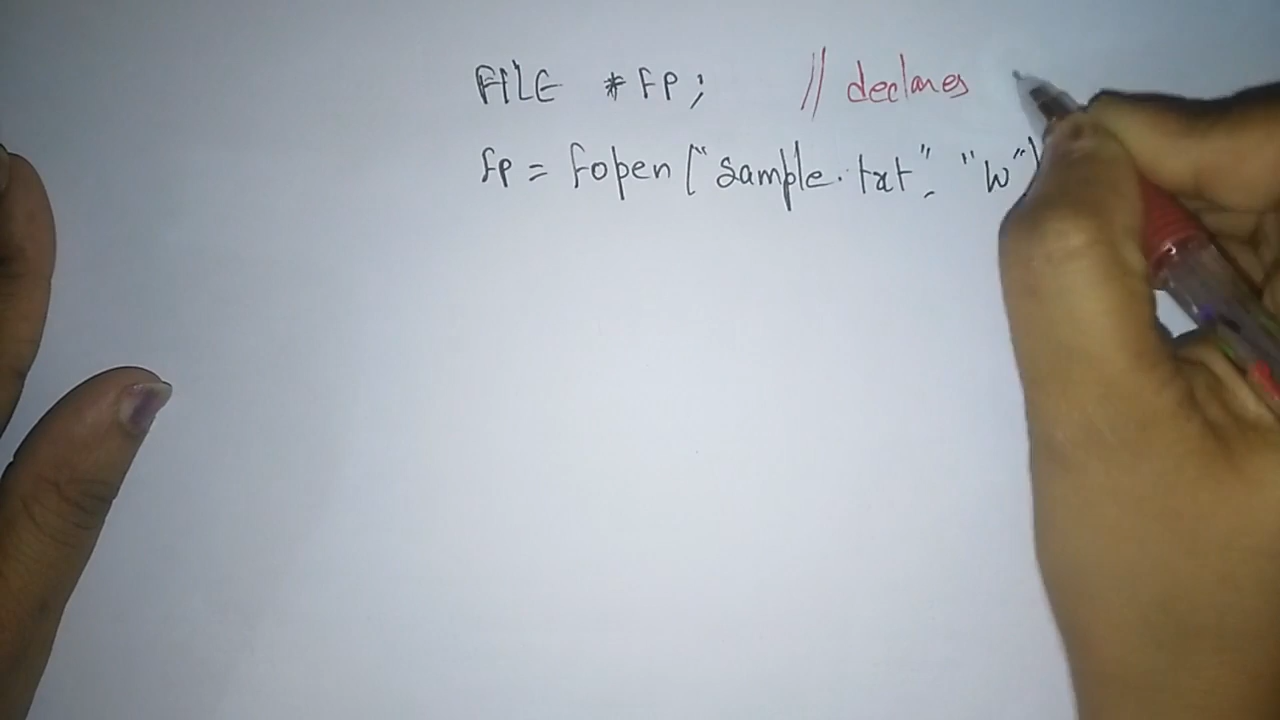 FILE *fp; // declares
fp = fopen("sample.txt", "w")